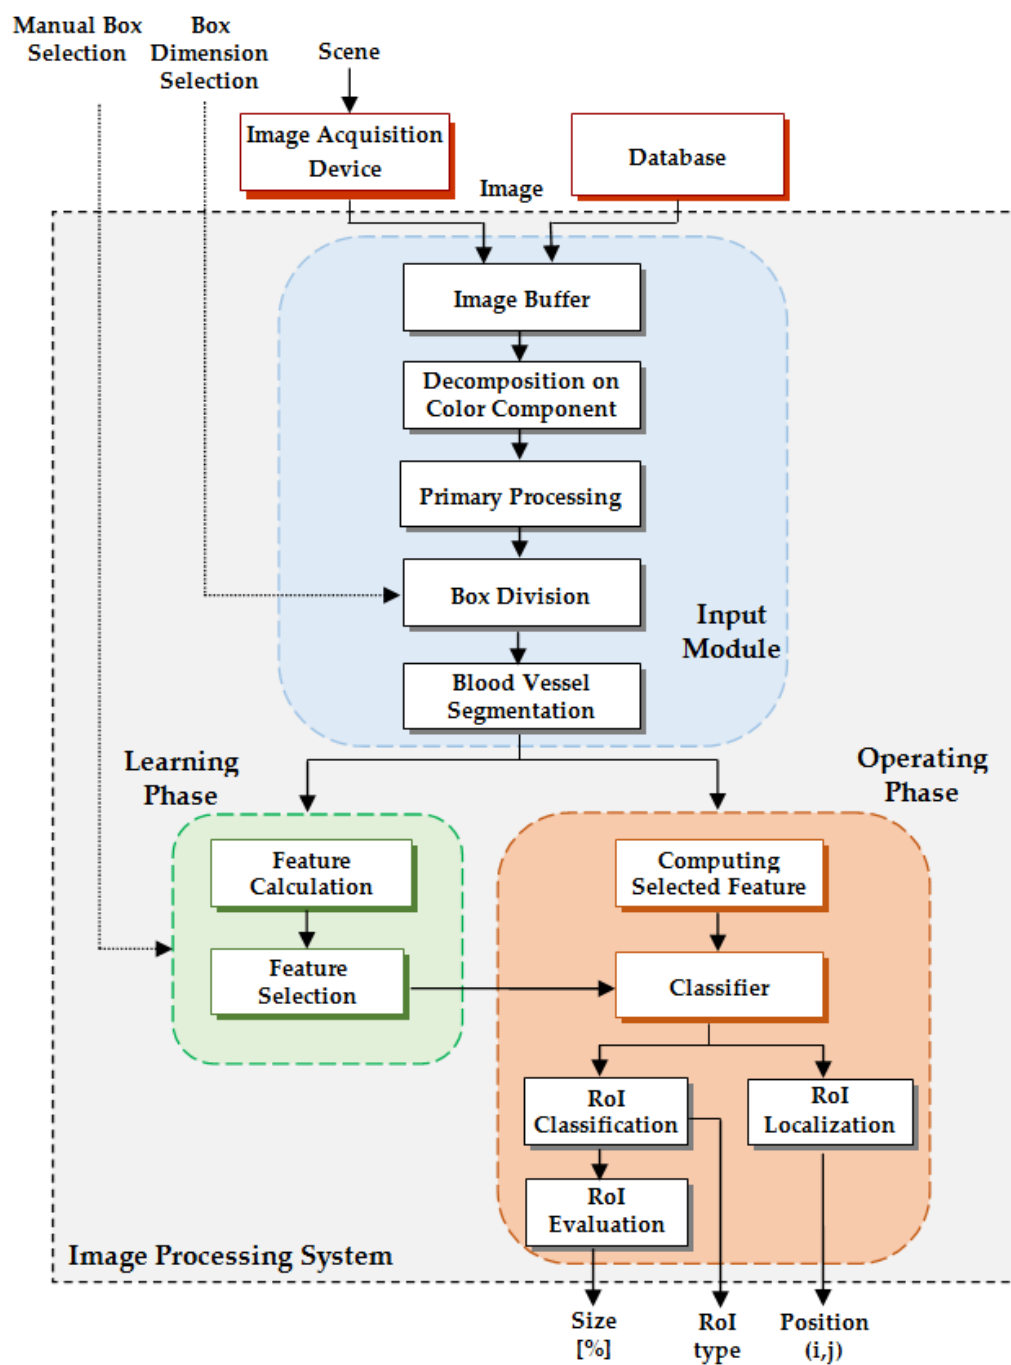 Manual Box
Selection
Box
Dimension
Selection
Scene
Image Acquisition
Device
Database
Image
Image Buffer
Decomposition on
Color Component
Primary Processing
Box Division
Input
Module
Blood Vessel
Segmentation
Learning
Phase
Operating
Phase
Feature
Calculation
Computing
Selected Feature
Feature
Selection
Classifier
RoI
Classification
RoI
Localization
RoI
Evaluation
Image Processing System
Size
[%]
RoI
type
Position
(i,j)